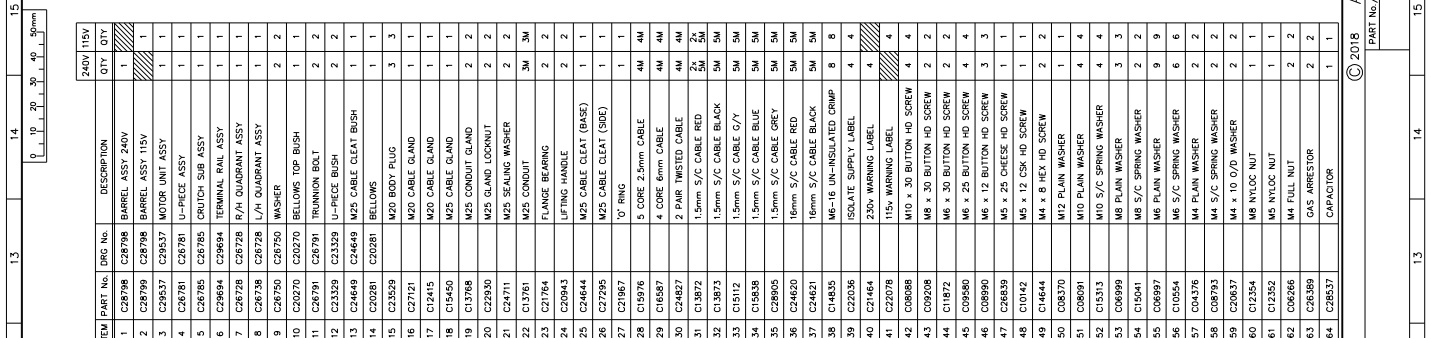 15
14
13
0 10 20 30 40 50mm
240V 115V
TEM PART No. DRG No. DESCRIPTION QTY QTY
1 C28798 C28798 BARREL ASSY 240V 1
2 C28799 C28798 BARREL ASSY 115V 1
3 C29537 C29537 MOTOR UNIT ASSY 1 1
4 C26781 C26781 U-PIECE ASSY 1 1
5 C26785 C26785 CRUTCH SUB ASSY 1 1
6 C29694 C29694 TERMINAL RAIL ASSY 1 1
7 C26728 C26728 R/H QUADRANT ASSY 1 1
8 C26738 C26728 L/H QUADRANT ASSY 1 1
9 C26750 C26750 WASHER 2 2
10 C20270 C20270 BELLOWS TOP BUSH 1 1
11 C26791 C26791 TRUNNON BOLT 2 2
12 C23329 C23329 U-PIECE BUSH 2 2
13 C24649 C24649 M25 CABLE CLEAT BUSH 1 1
14 C20281 C20281 BELLOWS 1 1
15 C23529 M20 BODY PLUG 3 3
16 C27121 M20 CABLE GLAND 1 1
17 C12415 M20 CABLE GLAND 1 1
18 C15450 M25 CABLE GLAND 1 1
19 C13768 M25 CONDUIT GLAND 2 2
20 C22930 M25 GLAND LOCKNUT 2 2
21 C24711 M25 SEALING WASHER 2 2
22 C13761 M25 CONDUIT 3M 3M
23 C21764 FLANGE BEARING 2 2
24 C20943 LIFTING HANDLE 2 2
25 C24644 M25 CABLE CLEAT (BASE) 1 1
26 C27295 M25 CABLE CLEAT (SIDE) 1 1
27 C21967 'O' RING 1 1
28 C15976 5 CORE 2.5mm CABLE 4M 4M
29 C16587 4 CORE 6mm CABLE 4M 4M
30 C24827 2 PAIR TWISTED CABLE 4M 4M
31 C13872 1.5mm S/C CABLE RED 2x 5M 2x 5M
32 C13873 1.5mm S/C CABLE BLACK 5M 5M
33 C15112 1.5mm S/C CABLE G/Y 5M 5M
34 C15838 1.5mm S/C CABLE BLUE 5M 5M
35 C28905 1.5mm S/C CABLE GREY 5M 5M
36 C24620 16mm S/C CABLE RED 5M 5M
37 C24621 16mm S/C CABLE BLACK 5M 5M
38 C14835 M6-16 UN-INSULATED CRIMP 8 8
39 C22036 ISOLATE SUPPLY LABEL 4 4
40 C21464 230v WARNING LABEL 4
41 C22078 115v WARNING LABEL 4
42 C08088 M10 x 30 BUTTON HD SCREW 4 4
43 C09208 M8 x 30 BUTTON HD SCREW 2 2
44 C11872 M6 x 30 BUTTON HD SCREW 2 2
45 C09580 M6 x 25 BUTTON HD SCREW 4 4
46 C08990 M6 x 12 BUTTON HD SCREW 3 3
47 C26839 M5 x 25 CHEESE HD SCREW 1 1
48 C10142 M5 x 12 CSK HD SCREW 1 1
49 C14644 M4 x 8 HEX HD SCREW 2 2
50 C08370 M12 PLAIN WASHER 1 1
51 C08091 M10 PLAIN WASHER 4 4
52 C15313 M10 S/C SPRING WASHER 4 4
53 C06999 M8 PLAIN WASHER 3 3
54 C15041 M8 S/C SPRING WASHER 2 2
55 C06997 M6 PLAIN WASHER 9 9
56 C10554 M6 S/C SPRING WASHER 6 6
57 C04376 M4 PLAIN WASHER 2 2
58 C08793 M4 S/C SPRING WASHER 2 2
59 C20637 M4 x 10 O/D WASHER 2 2
60 C12354 M8 NYLOC NUT 1 1
61 C12352 M5 NYLOC NUT 1 1
62 C06266 M4 FULL NUT 2 2
63 C26389 GAS ARRESTOR 2 2
64 C28537 CAPACITOR 1 1
© 2018
PART No./
15
14
13